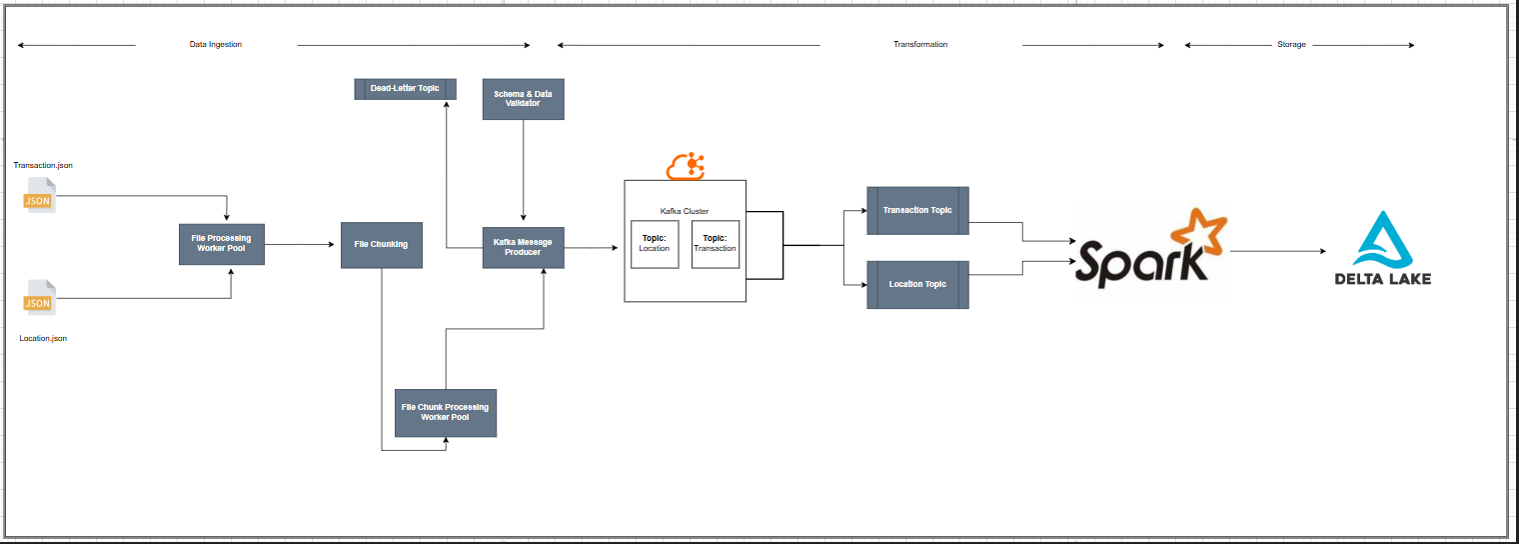 Data Ingestion
Transformation
Storage
Dead-Letter Topic
Schema & Data
Validator
Transaction.json
JSON
File Processing
Worker Pool
File Chunking
Kafka Message
Producer
Kafka Cluster
Topic:
Location
Topic:
Transaction
Transaction Topic
Location Topic
Spark
DELTA LAKE
JSON
Location.json
File Chunk Processing
Worker Pool